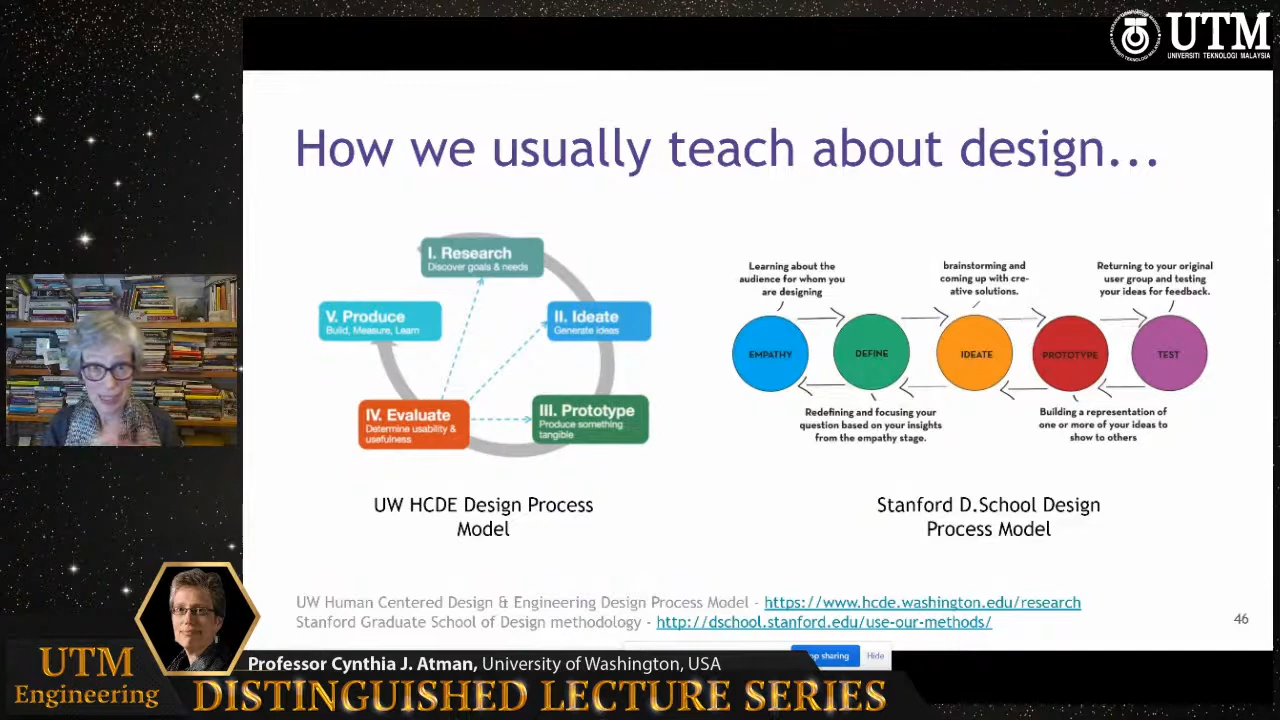 UTM
UNIVERSITI TEKNOLOGI MALAYSIA
How we usually teach about design...
I. Research
Discover goals & needs
II. Ideate
Generate ideas
III. Prototype
Produce something
tangible
IV. Evaluate
Determine usability &
usefulness
V. Produce
Build, Measure, Learn
UW HCDE Design Process
Model
Learning about the
audience for whom you
are designing
brainstorming and
coming up with cre-
ative solutions.
Returning to your original
user group and testing
your ideas for feedback.
EMPATHY
DEFINE
IDEATE
PROTOTYPE
TEST
Redefining and focusing your
question based on your insights
from the empathy stage.
Building a representation of
one or more of your ideas to
show to others
Stanford D.School Design
Process Model
UW Human Centered Design & Engineering Design Process Model - https://www.hcde.washington.edu/research
Stanford Graduate School of Design methodology - http://dschool.stanford.edu/use-our-methods/
46
sharing
Hide
Professor Cynthia J. Atman, University of Washington, USA
UTM
Engineering
DISTINGUISHED LECTURE SERIES